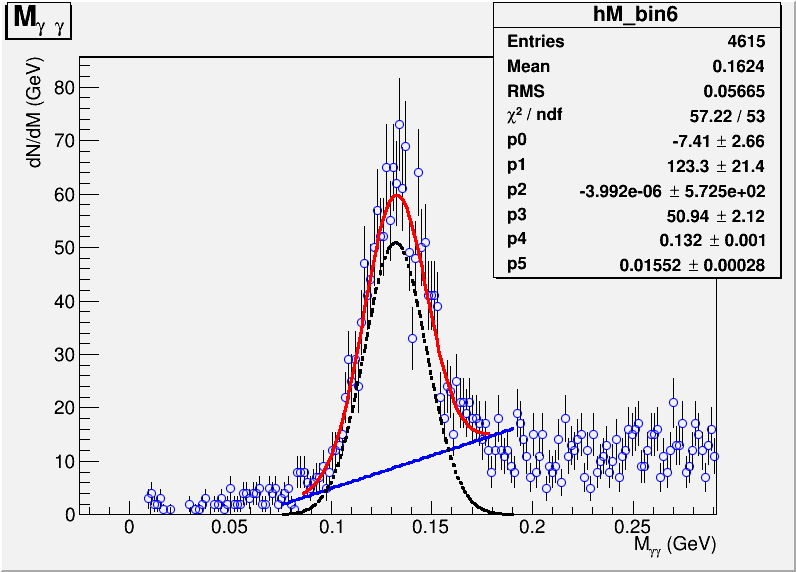 M γ γ
hM_bin6
Entries 4615
Mean 0.1624
RMS 0.05665
χ² / ndf 57.22 / 53
p0 -7.41 ± 2.66
p1 123.3 ± 21.4
p2 -3.992e-06 ± 5.725e+02
p3 50.94 ± 2.12
p4 0.132 ± 0.001
p5 0.01552 ± 0.00028
dN/dM (GeV)
80
70
60
50
40
30
20
10
0
0 0.05 0.1 0.15 0.2 0.25
Mγγ (GeV)